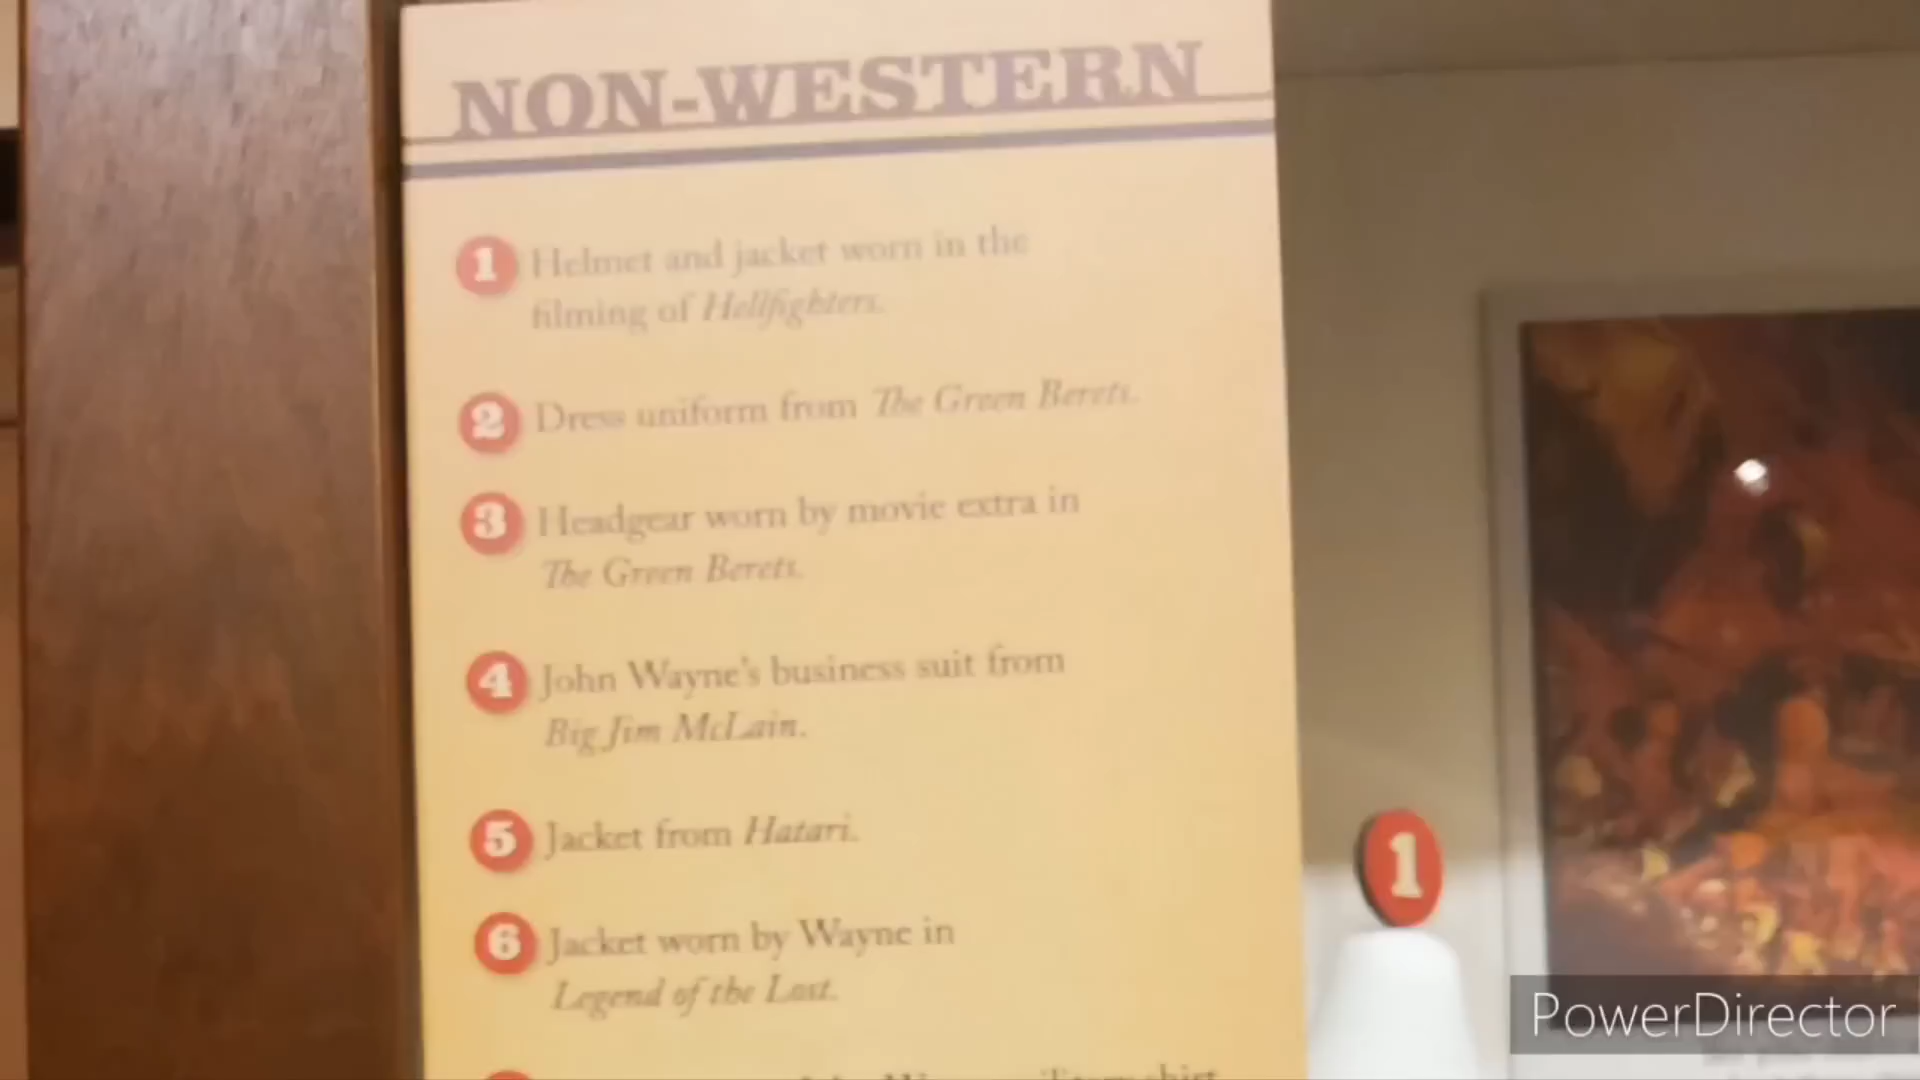 NON-WESTERN
1 Helmet and jacket worn in the
filming of Hellfighters.
2 Dress uniform from The Green Berets.
3 Headgear worn by movie extra in
The Green Berets.
4 John Wayne's business suit from
Big Jim McLain.
5 Jacket from Hatari.
6 Jacket worn by Wayne in
Legend of the Lost.
shirt
1
PowerDirector